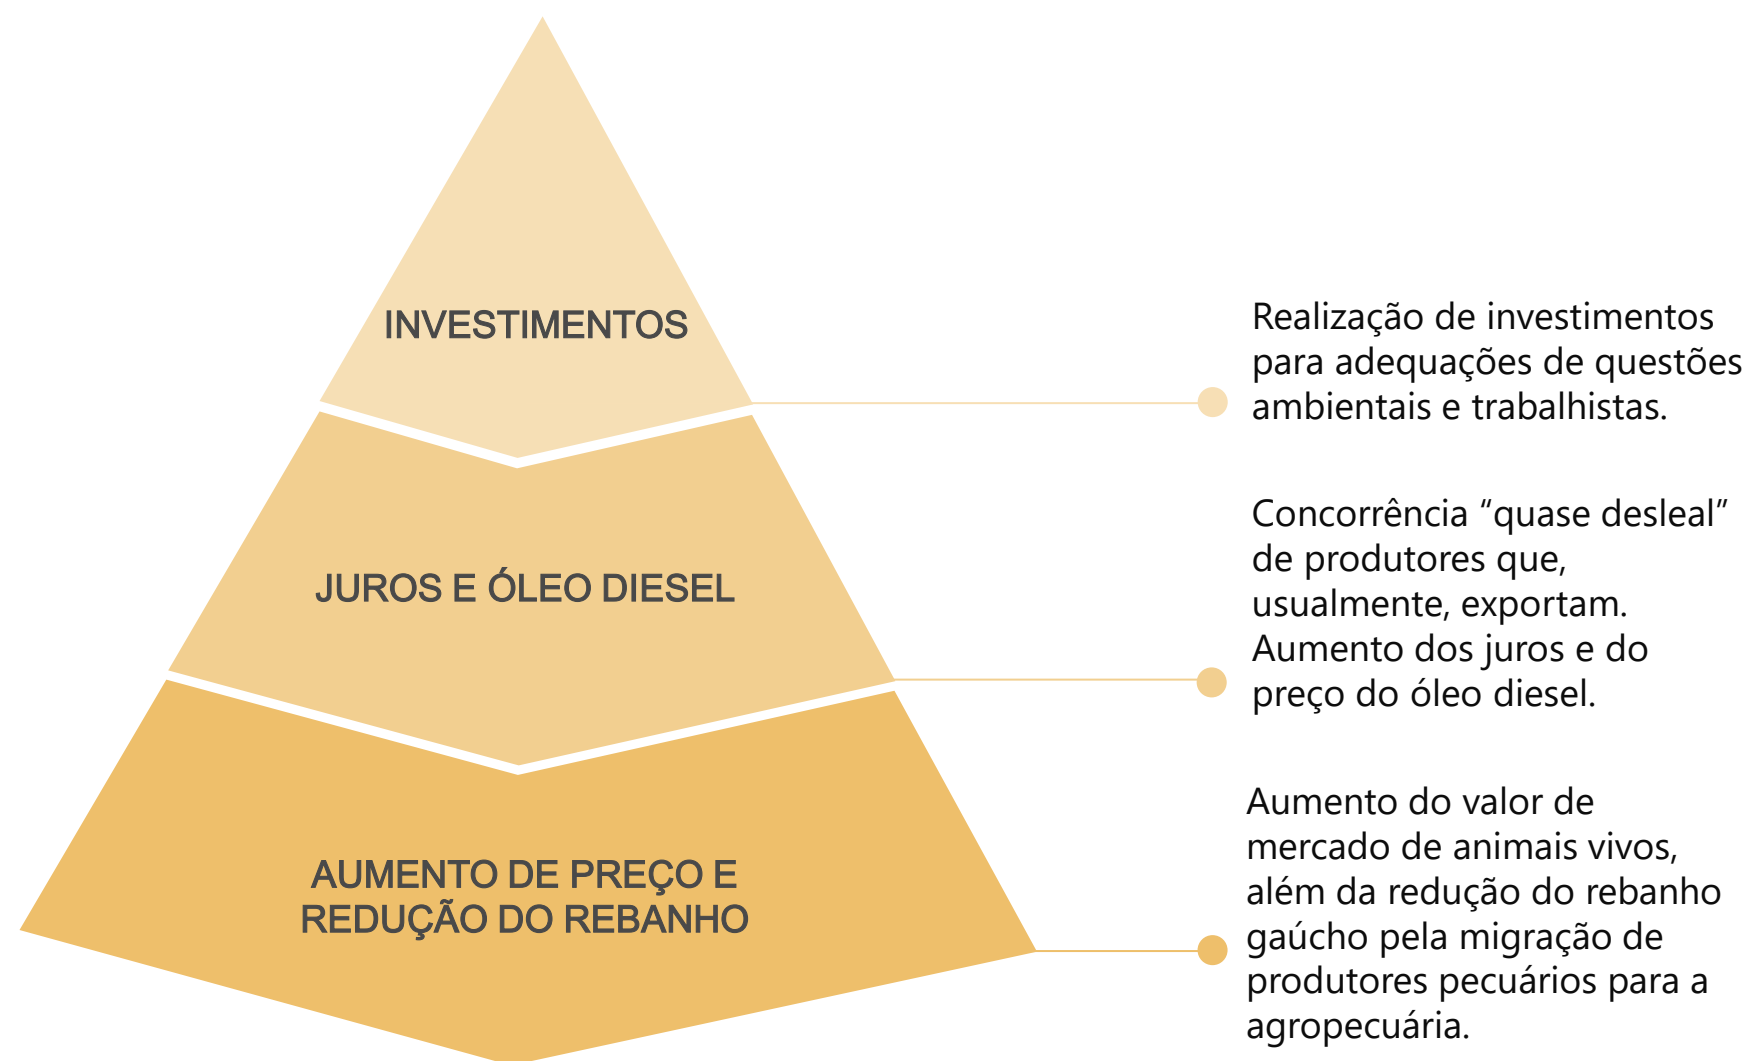 INVESTIMENTOS
Realização de investimentos
para adequações de questões
ambientais e trabalhistas.
JUROS E ÓLEO DIESEL
Concorrência “quase desleal”
de produtores que,
usualmente, exportam.
Aumento dos juros e do
preço do óleo diesel.
AUMENTO DE PREÇO E
REDUÇÃO DO REBANHO
Aumento do valor de
mercado de animais vivos,
além da redução do rebanho
gaúcho pela migração de
produtores pecuários para a
agropecuária.